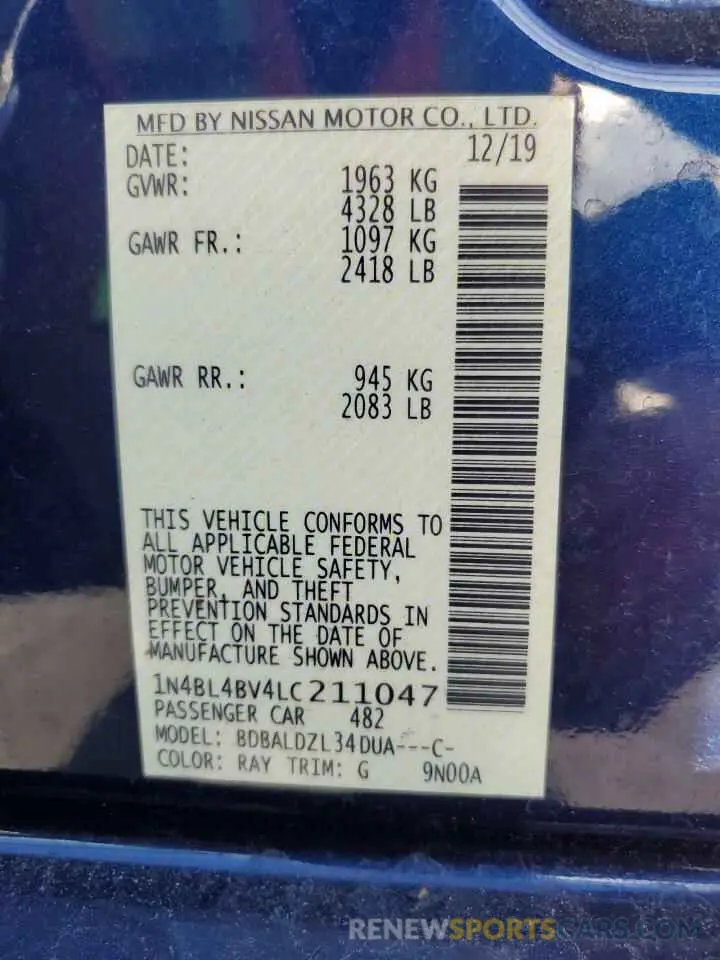 MFD BY NISSAN MOTOR CO., LTD.
DATE: 12/19
GVWR: 1963 KG
4328 LB
GAWR FR.: 1097 KG
2418 LB
GAWR RR.: 945 KG
2083 LB
THIS VEHICLE CONFORMS TO
ALL APPLICABLE FEDERAL
MOTOR VEHICLE SAFETY,
BUMPER, AND THEFT
PREVENTION STANDARDS IN
EFFECT ON THE DATE OF
MANUFACTURE SHOWN ABOVE.
1N4BL4BV4LC211047
PASSENGER CAR 482
MODEL: BDBALDZL34DUA---C-
COLOR: RAY TRIM: G 9N00A
RENEWSPORTSCARS.COM